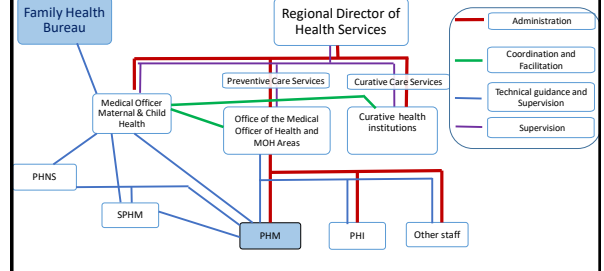 Family Health
Bureau
Regional Director of
Health Services
Administration
Coordination and
Facilitation
Technical guidance and
Supervision
Supervision
Preventive Care Services
Curative Care Services
Medical Officer
Maternal & Child
Health
Office of the Medical
Officer of Health and
MOH Areas
Curative health
institutions
PHNS
SPHM
PHM
PHI
Other staff